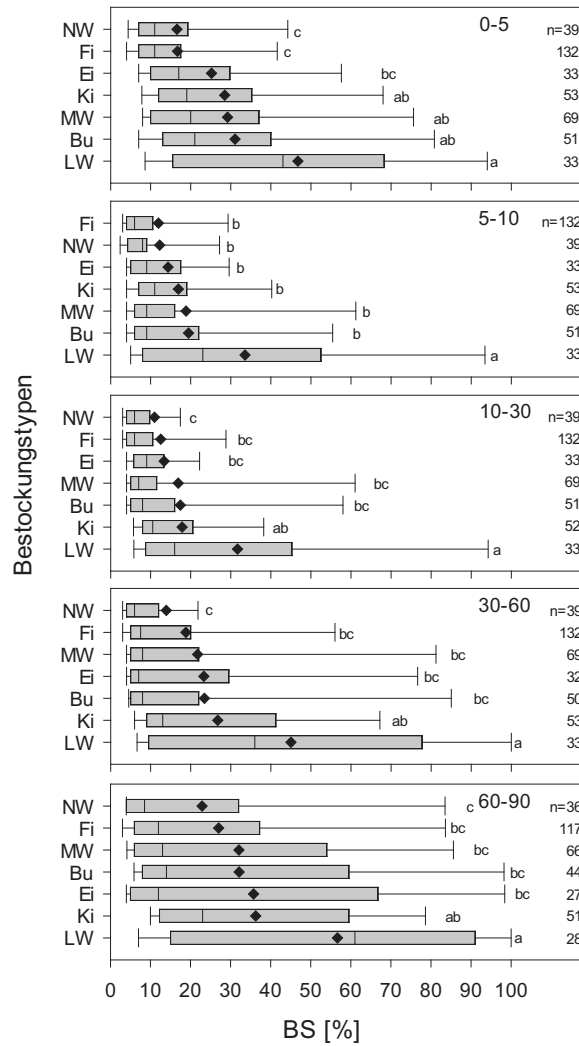 0-5
NW c n=39
Fi c 132
Ei bc 33
Ki ab 53
MW ab 69
Bu ab 51
LW a 33
5-10
Fi b n=132
NW b 39
Ei b 33
Ki b 53
MW b 69
Bu b 51
LW a 33
10-30
NW c n=39
Fi bc 132
Ei bc 33
MW bc 69
Bu bc 51
Ki ab 52
LW a 33
30-60
NW c n=39
Fi bc 132
MW bc 69
Ei bc 32
Bu bc 50
Ki ab 53
LW a 33
60-90
NW c n=36
Fi bc 117
MW bc 66
Bu bc 44
Ei bc 27
Ki ab 51
LW a 28
0 10 20 30 40 50 60 70 80 90 100
BS [%]
Bestockungstypen